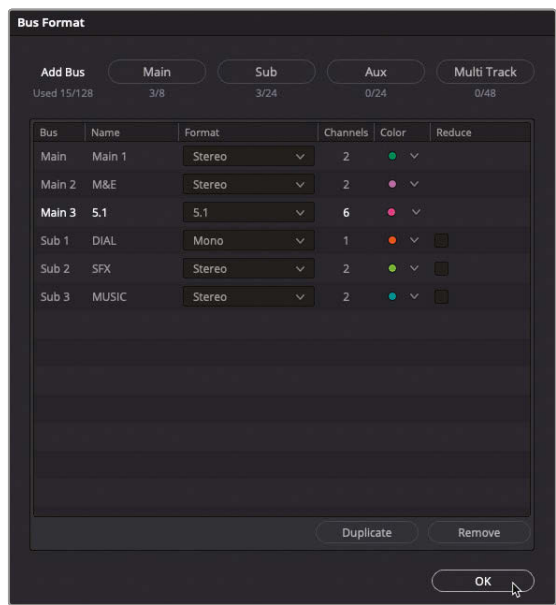 Bus Format
Add Bus Main Sub Aux Multi Track
Used 15/128 3/8 3/24 0/24 0/48
Bus Name Format Channels Color Reduce
Main Main 1 Stereo 2
Main 2 M&E Stereo 2
Main 3 5.1 5.1 6
Sub 1 DIAL Mono 1
Sub 2 SFX Stereo 2
Sub 3 MUSIC Stereo 2
Duplicate Remove
OK